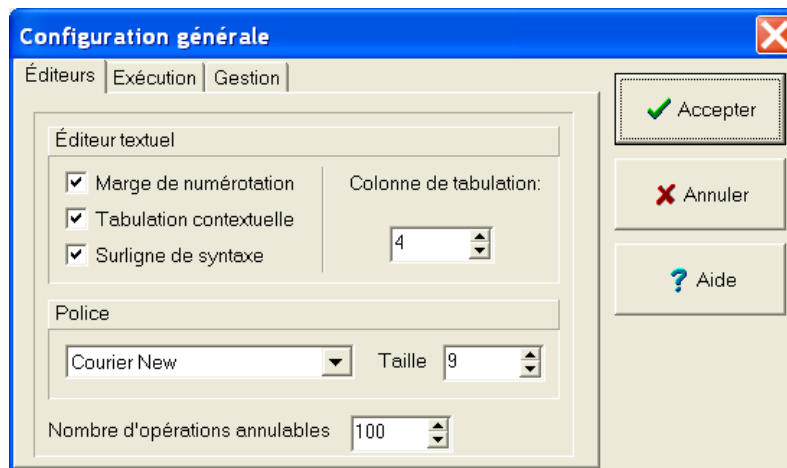 Configuration générale
Éditeurs Exécution Gestion
Éditeur textuel
Marge de numérotation
Tabulation contextuelle
Surligne de syntaxe
Colonne de tabulation:
4
Police
Courier New Taille 9
Nombre d'opérations annulables 100
Accepter
Annuler
Aide